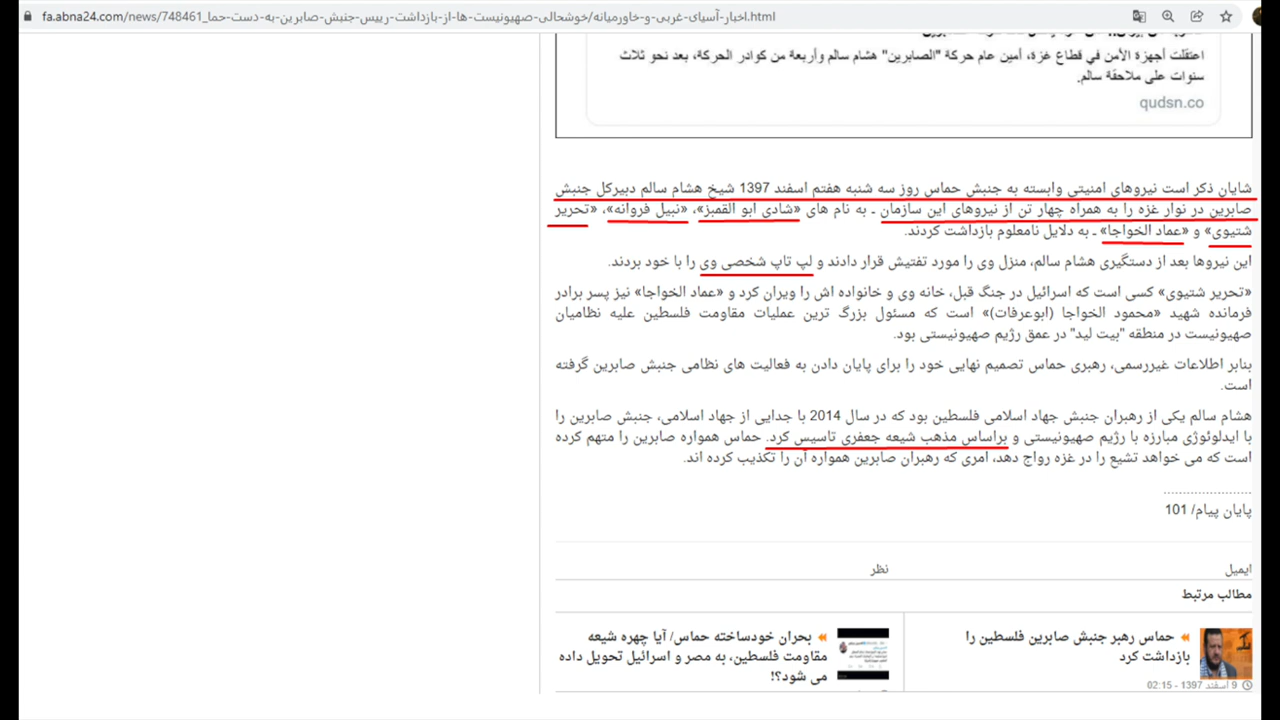 fa.abna24.com/news/748461_اخبار-آسیای-غربی-و-خاورمیانه/خوشحالی-صهیونیست-ها-از-بازداشت-رییس-جنبش-صابرین-به-دست-حما.html
اعتقلت أجهزة الأمن في قطاع غزة، أمين عام حركة "الصابرين" هشام سالم وأربعة من كوادر الحركة، بعد نحو ثلاث
سنوات على ملاحقة سالم.
qudsn.co
شایان ذکر است نیروهای امنیتی وابسته به جنبش حماس روز سه شنبه هفتم اسفند 1397 شیخ هشام سالم دبیرکل جنبش
صابرین در نوار غزه را به همراه چهار تن از نیروهای این سازمان ـ به نام های «شادی ابو القمبز»، «نبیل فروانه»، «تحریر
شتیوی» و «عماد الخواجا» ـ به دلایل نامعلوم بازداشت کردند.
این نیروها بعد از دستگیری هشام سالم، منزل وی را مورد تفتیش قرار دادند و لپ تاپ شخصی وی را با خود بردند.
«تحریر شتیوی» کسی است که اسرائیل در جنگ قبل، خانه وی و خانواده اش را ویران کرد و «عماد الخواجا» نیز پسر برادر
فرمانده شهید «محمود الخواجا (ابوعرفات)» است که مسئول بزرگ ترین عملیات مقاومت فلسطین علیه نظامیان
صهیونیست در منطقه "بیت لید" در عمق رژیم صهیونیستی بود.
بنابر اطلاعات غیررسمی، رهبری حماس تصمیم نهایی خود را برای پایان دادن به فعالیت های نظامی جنبش صابرین گرفته
است.
هشام سالم یکی از رهبران جنبش جهاد اسلامی فلسطین بود که در سال 2014 با جدایی از جهاد اسلامی، جنبش صابرین را
با ایدلوئوژی مبارزه با رژیم صهیونیستی و براساس مذهب شیعه جعفری تاسیس کرد. حماس همواره صابرین را متهم کرده
است که می خواهد تشیع را در غزه رواج دهد، امری که رهبران صابرین همواره آن را تکذیب کرده اند.
پایان پیام/ 101
ایمیل
نظر
مطالب مرتبط
حماس رهبر جنبش صابرین فلسطین را
بازداشت کرد
9 اسفند 1397 - 02:15
بحران خودساخته حماس/ آیا چهره شیعه
مقاومت فلسطین، به مصر و اسرائیل تحویل داده
می شود؟!